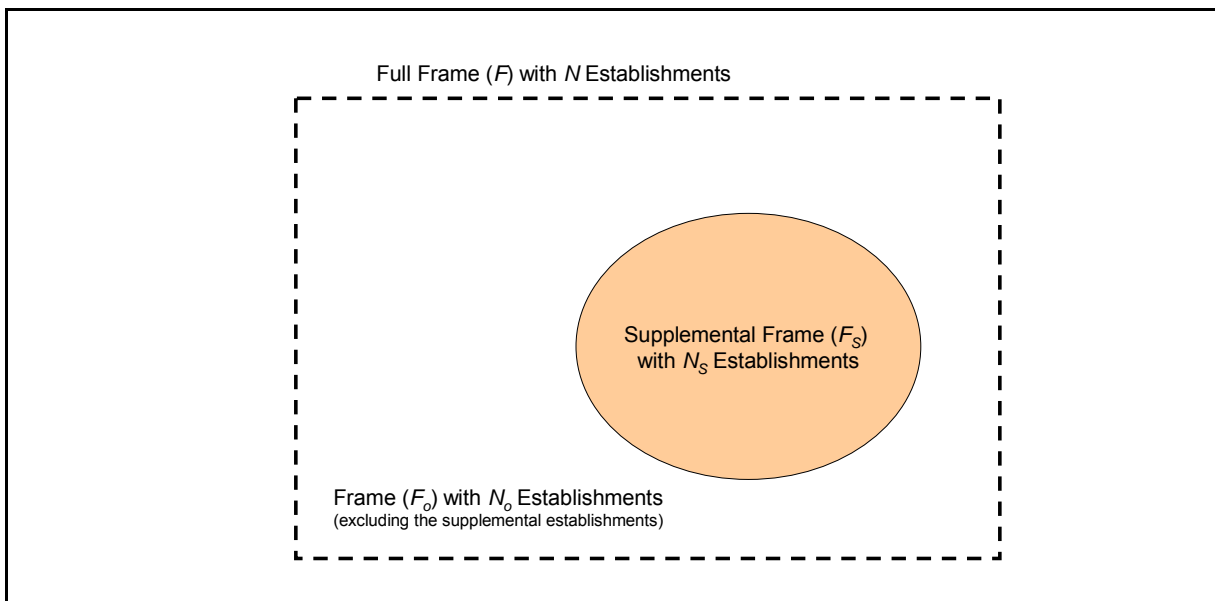 Full Frame (F) with N Establishments
Supplemental Frame (Fₛ)
with Nₛ Establishments
Frame (Fₒ) with Nₒ Establishments
(excluding the supplemental establishments)